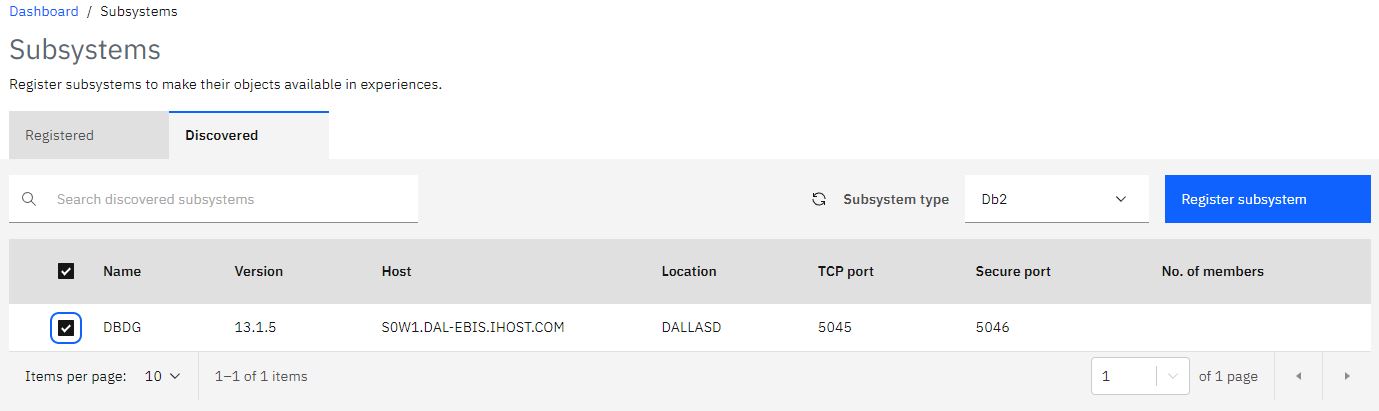 Dashboard / Subsystems
Subsystems
Register subsystems to make their objects available in experiences.
Registered Discovered
Search discovered subsystems Subsystem type Db2 Register subsystem
Name Version Host Location TCP port Secure port No. of members
DBDG 13.1.5 S0W1.DAL-EBIS.IHOST.COM DALLASD 5045 5046
Items per page: 10 1–1 of 1 items 1 of 1 page